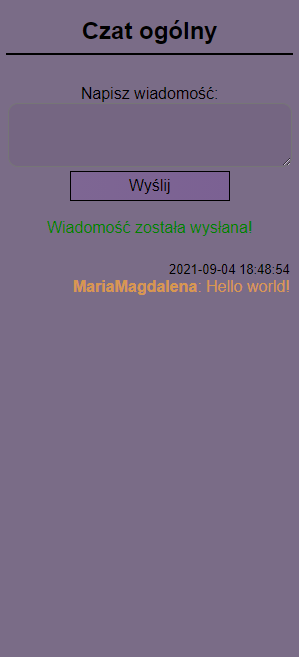 Czat ogólny
Napisz wiadomość:
Wyślij
Wiadomość została wysłana!
2021-09-04 18:48:54
MariaMagdalena: Hello world!